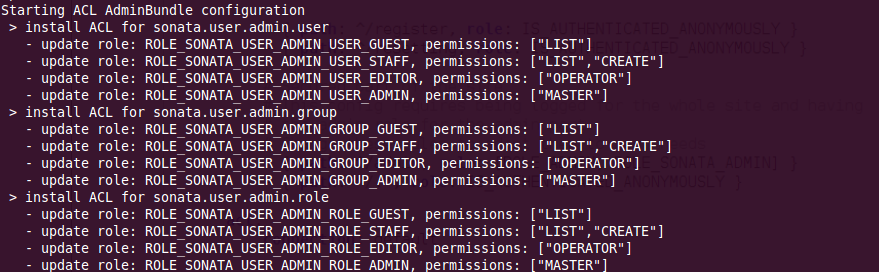 Starting ACL AdminBundle configuration
 > install ACL for sonata.user.admin.user
   - update role: ROLE_SONATA_USER_ADMIN_USER_GUEST, permissions: ["LIST"]
   - update role: ROLE_SONATA_USER_ADMIN_USER_STAFF, permissions: ["LIST","CREATE"]
   - update role: ROLE_SONATA_USER_ADMIN_USER_EDITOR, permissions: ["OPERATOR"]
   - update role: ROLE_SONATA_USER_ADMIN_USER_ADMIN, permissions: ["MASTER"]
 > install ACL for sonata.user.admin.group
   - update role: ROLE_SONATA_USER_ADMIN_GROUP_GUEST, permissions: ["LIST"]
   - update role: ROLE_SONATA_USER_ADMIN_GROUP_STAFF, permissions: ["LIST","CREATE"]
   - update role: ROLE_SONATA_USER_ADMIN_GROUP_EDITOR, permissions: ["OPERATOR"]
   - update role: ROLE_SONATA_USER_ADMIN_GROUP_ADMIN, permissions: ["MASTER"]
 > install ACL for sonata.user.admin.role
   - update role: ROLE_SONATA_USER_ADMIN_ROLE_GUEST, permissions: ["LIST"]
   - update role: ROLE_SONATA_USER_ADMIN_ROLE_STAFF, permissions: ["LIST","CREATE"]
   - update role: ROLE_SONATA_USER_ADMIN_ROLE_EDITOR, permissions: ["OPERATOR"]
   - update role: ROLE_SONATA_USER_ADMIN_ROLE_ADMIN, permissions: ["MASTER"]